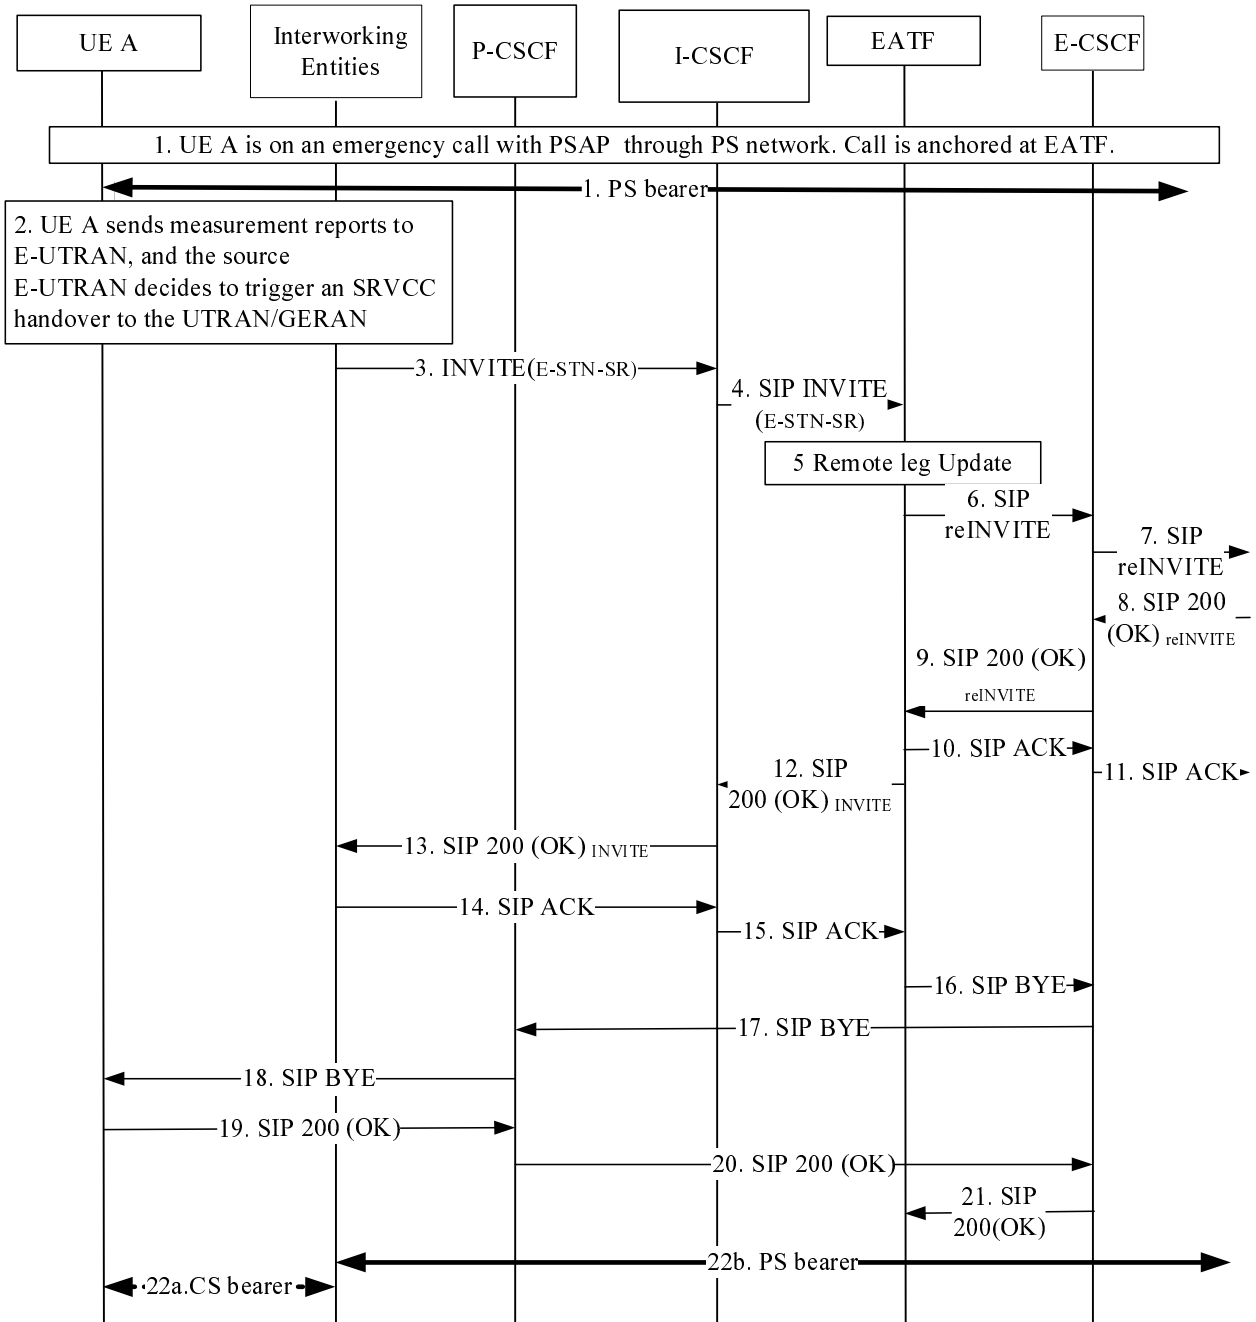 UE A
Interworking
Entities
P-CSCF
I-CSCF
EATF
E-CSCF
1. UE A is on an emergency call with PSAP through PS network. Call is anchored at EATF.
1. PS bearer
2. UE A sends measurement reports to
E-UTRAN, and the source
E-UTRAN decides to trigger an SRVCC
handover to the UTRAN/GERAN
3. INVITE(E-STN-SR)
4. SIP INVITE
(E-STN-SR)
5 Remote leg Update
6. SIP
reINVITE
7. SIP
reINVITE
8. SIP 200
(OK) reINVITE
9. SIP 200 (OK)
reINVITE
10. SIP ACK
11. SIP ACK
12. SIP
200 (OK) INVITE
13. SIP 200 (OK) INVITE
14. SIP ACK
15. SIP ACK
16. SIP BYE
17. SIP BYE
18. SIP BYE
19. SIP 200 (OK)
20. SIP 200 (OK)
21. SIP
200(OK)
22b. PS bearer
22a.CS bearer